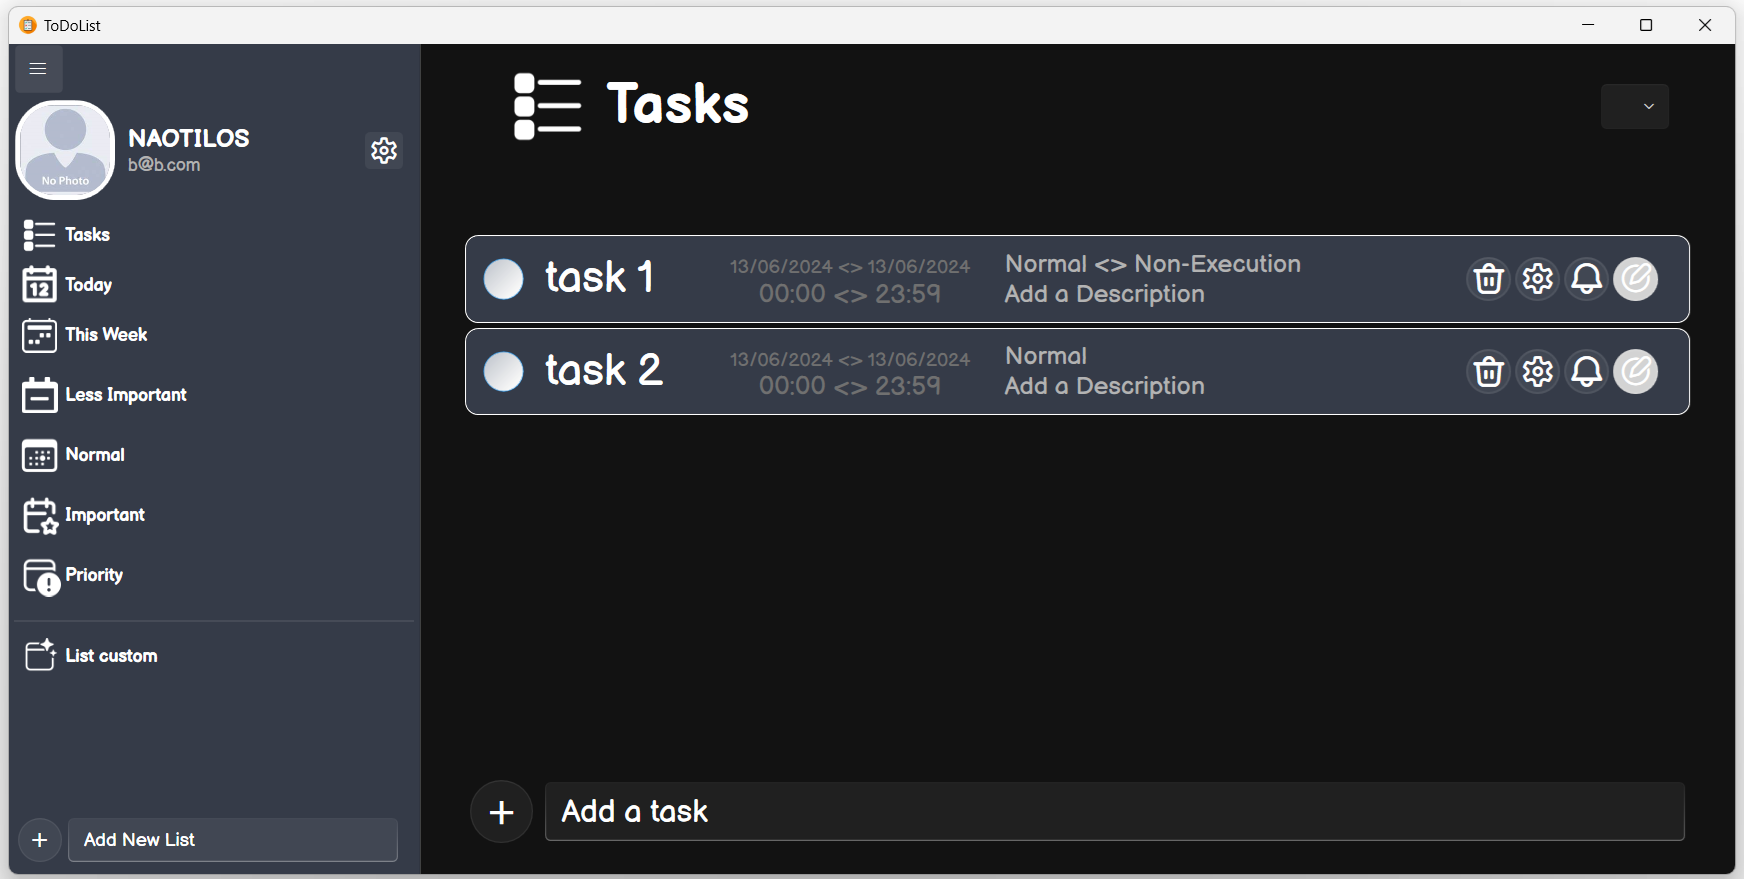 ToDoList
NAOTILOS
b@b.com
No Photo
Tasks
12
Today
This Week
Less Important
Normal
Important
Priority
List custom
Add New List
Tasks
task 1
13/06/2024 <> 13/06/2024
00:00 <> 23:59
Normal <> Non-Execution
Add a Description
task 2
13/06/2024 <> 13/06/2024
00:00 <> 23:59
Normal
Add a Description
Add a task